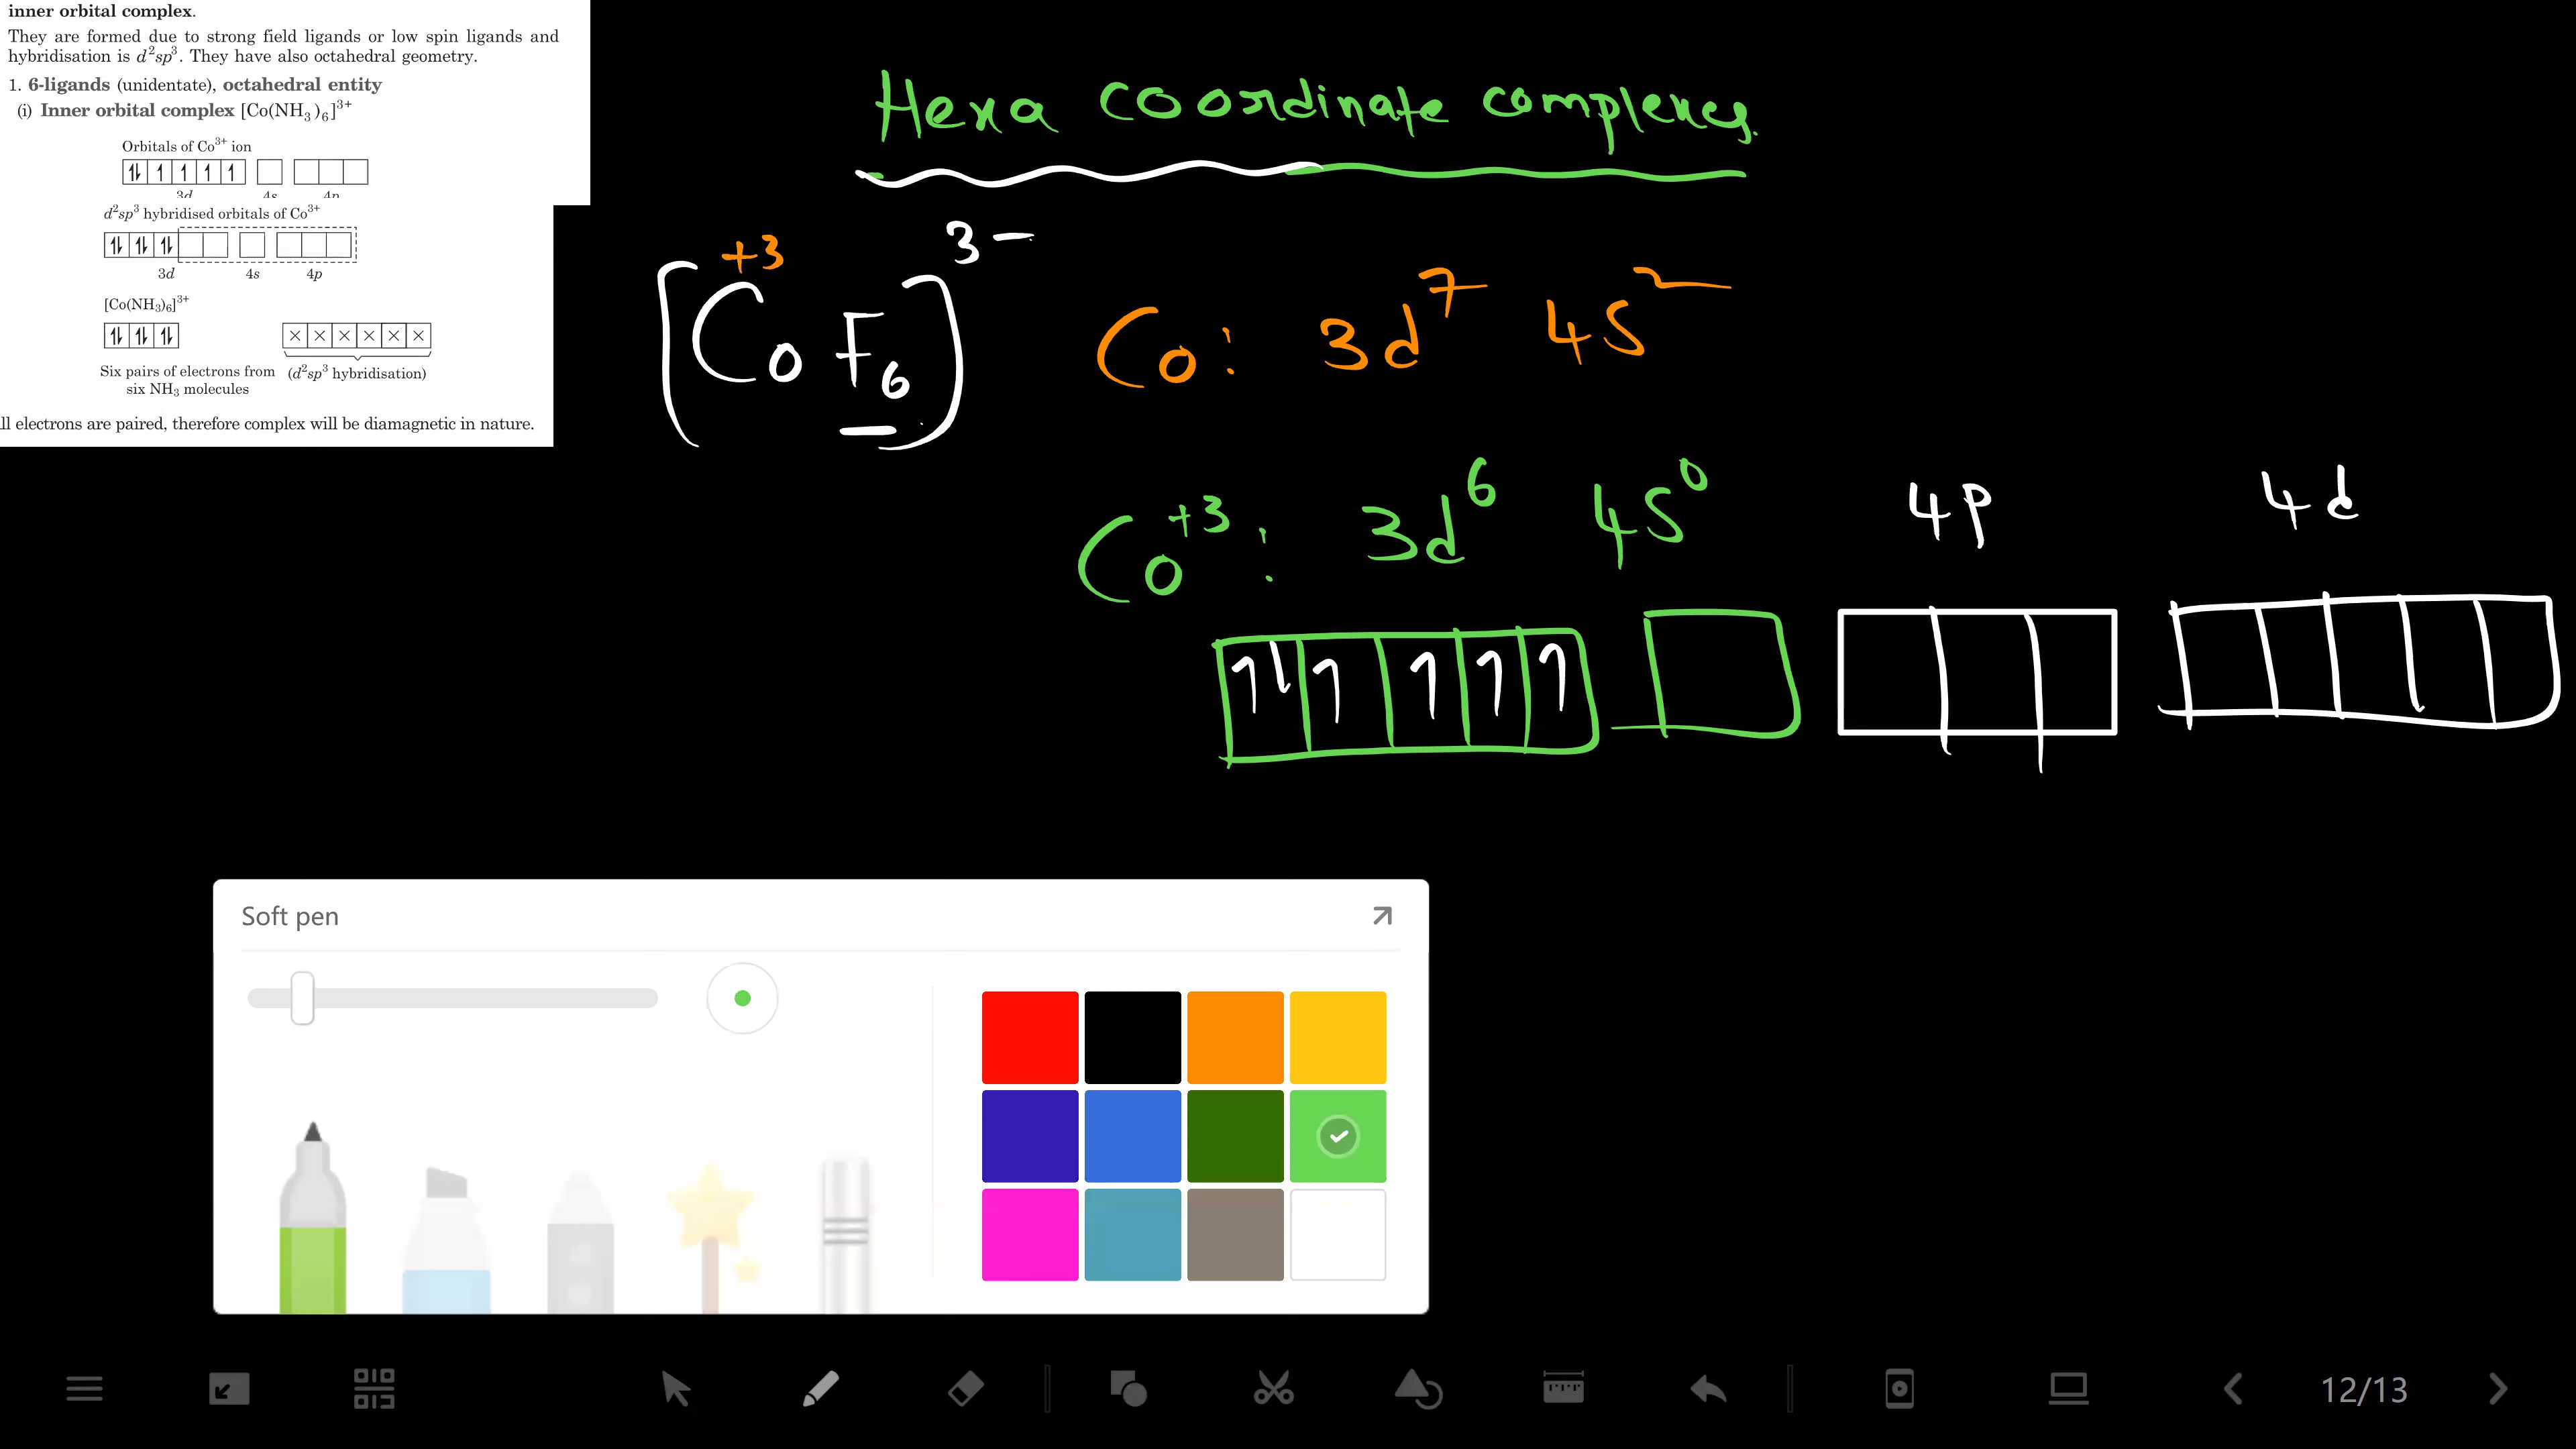 inner orbital complex.
They are formed due to strong field ligands or low spin ligands and
hybridisation is d²sp³. They have also octahedral geometry.
1. 6-ligands (unidentate), octahedral entity
(i) Inner orbital complex [Co(NH₃)₆]³⁺
Orbitals of Co³⁺ ion
3d 4s 4p
d²sp³ hybridised orbitals of Co³⁺
3d 4s 4p
[Co(NH₃)₆]³⁺
× × × × × ×
Six pairs of electrons from (d²sp³ hybridisation)
six NH₃ molecules
ll electrons are paired, therefore complex will be diamagnetic in nature.
Hexa coordinate complexes.
+3
[CoF₆]³⁻
Co: 3d⁷ 4s²
Co⁺³: 3d⁶ 4s⁰ 4p 4d
Soft pen
12/13